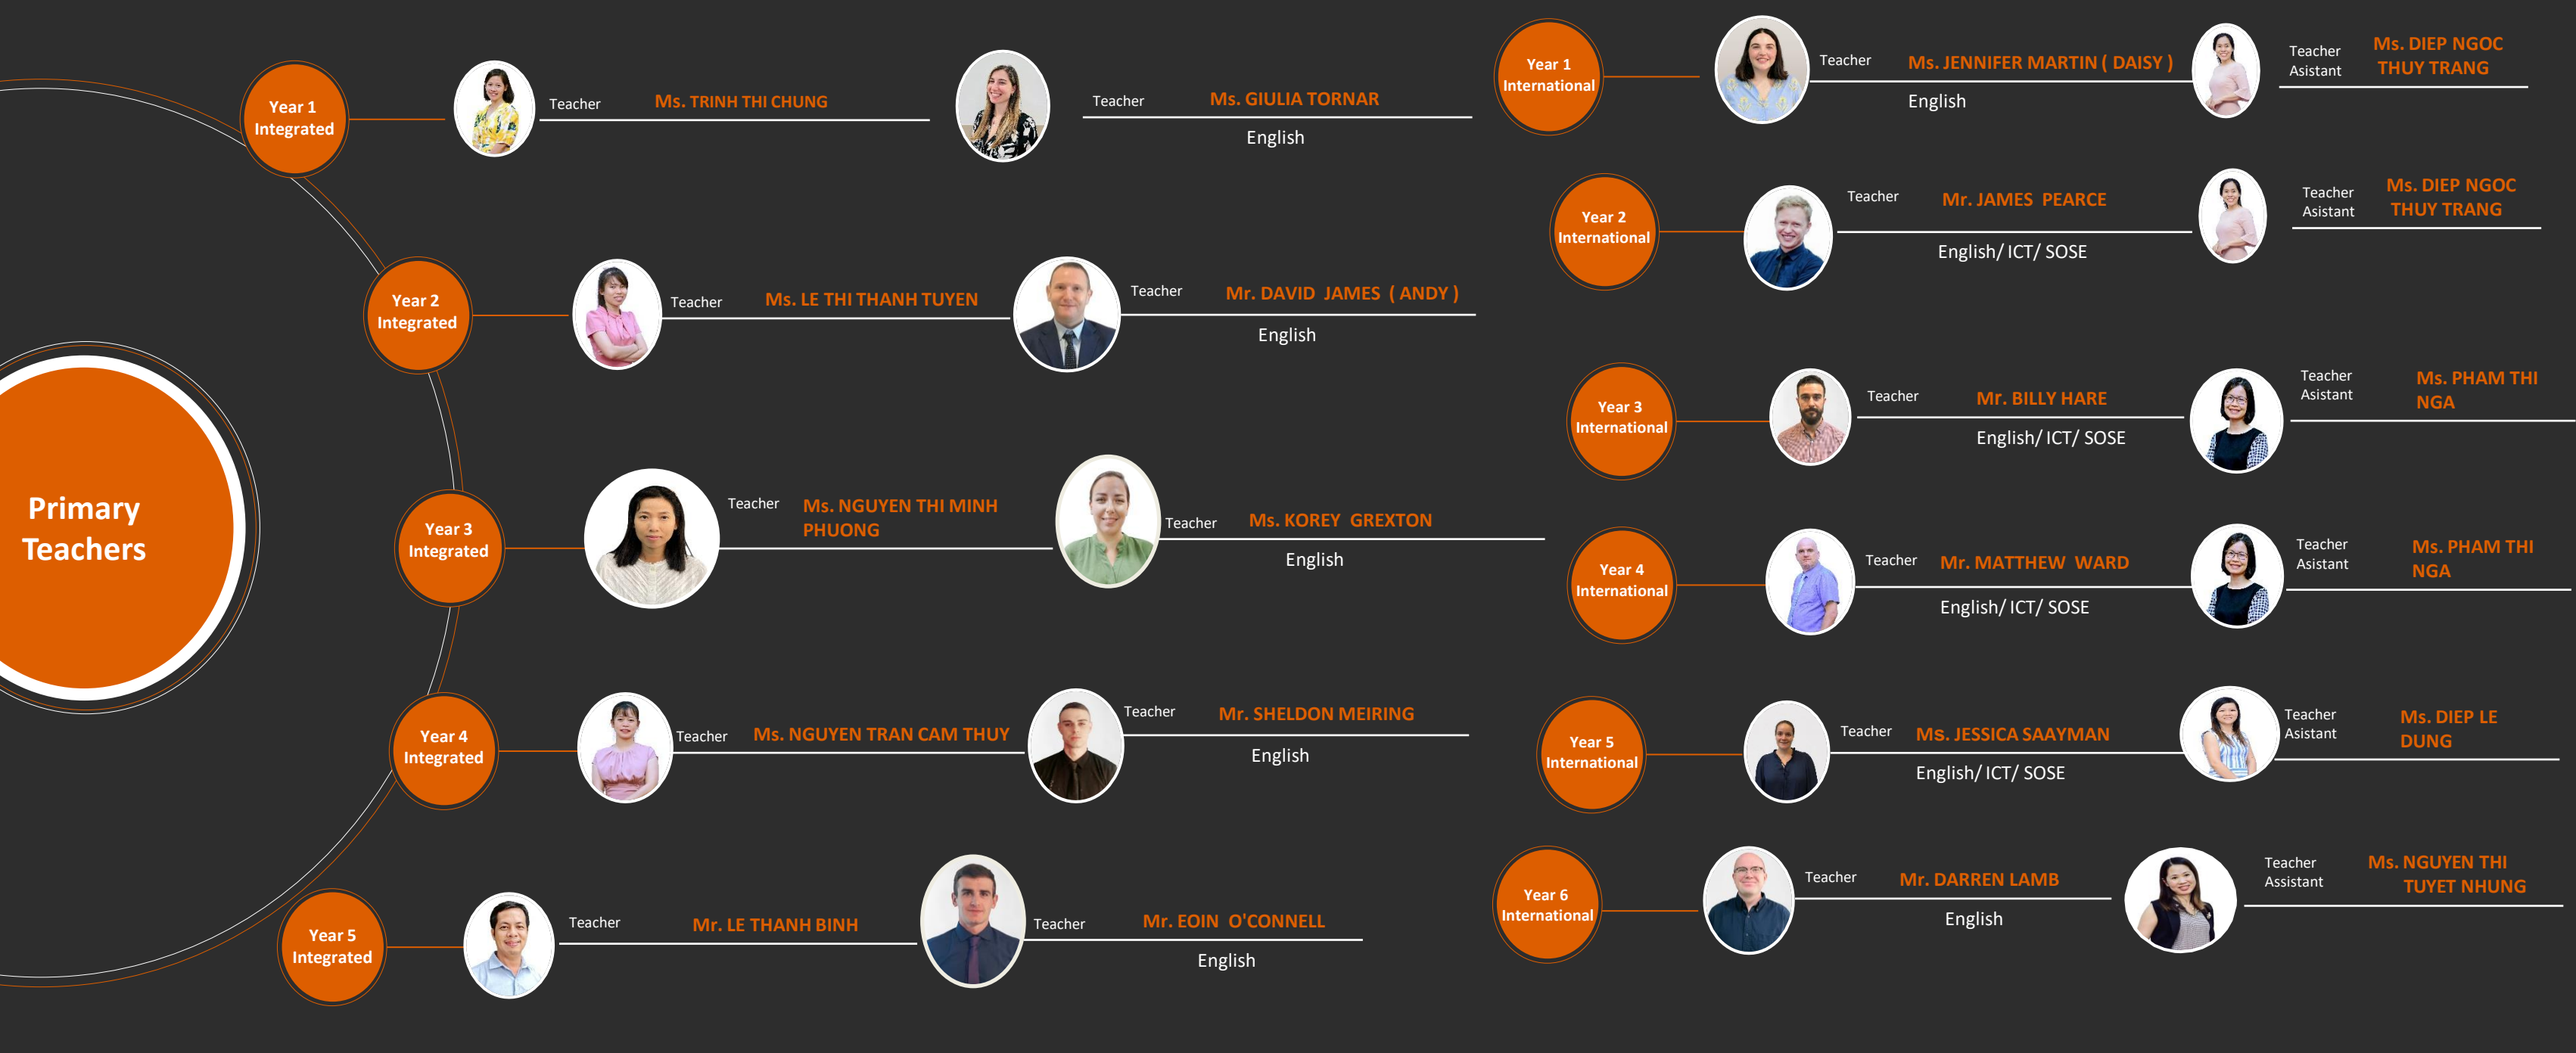 Primary
Teachers
Year 1
Integrated
Teacher
Ms. TRINH THI CHUNG
Teacher
Ms. GIULIA TORNAR
English
Year 2
Integrated
Teacher
Ms. LE THI THANH TUYEN
Teacher
Mr. DAVID JAMES ( ANDY )
English
Year 3
Integrated
Teacher
Ms. NGUYEN THI MINH
PHUONG
Teacher
Ms. KOREY GREXTON
English
Year 4
Integrated
Teacher
Ms. NGUYEN TRAN CAM THUY
Teacher
Mr. SHELDON MEIRING
English
Year 5
Integrated
Teacher
Mr. LE THANH BINH
Teacher
Mr. EOIN O'CONNELL
English
Year 1
International
Teacher
Ms. JENNIFER MARTIN ( DAISY )
English
Teacher
Asistant
Ms. DIEP NGOC
THUY TRANG
Year 2
International
Teacher
Mr. JAMES PEARCE
English/ ICT/ SOSE
Teacher
Asistant
Ms. DIEP NGOC
THUY TRANG
Year 3
International
Teacher
Mr. BILLY HARE
English/ ICT/ SOSE
Teacher
Asistant
Ms. PHAM THI
NGA
Year 4
International
Teacher
Mr. MATTHEW WARD
English/ ICT/ SOSE
Teacher
Asistant
Ms. PHAM THI
NGA
Year 5
International
Teacher
Ms. JESSICA SAAYMAN
English/ ICT/ SOSE
Teacher
Asistant
Ms. DIEP LE
DUNG
Year 6
International
Teacher
Mr. DARREN LAMB
English
Teacher
Assistant
Ms. NGUYEN THI
TUYET NHUNG